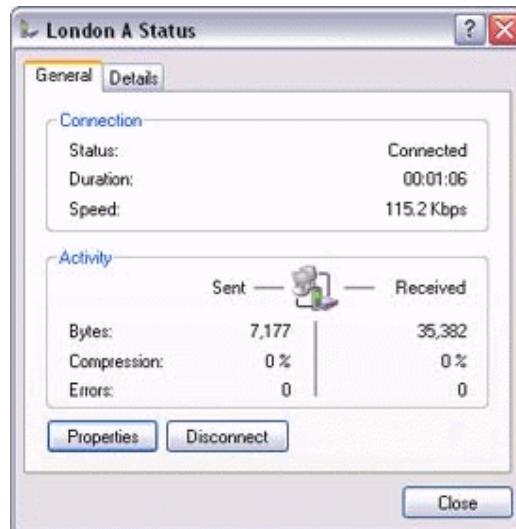 London A Status
General Details
Connection
Status: Connected
Duration: 00:01:06
Speed: 115.2 Kbps
Activity
Sent Received
Bytes: 7,177 35,382
Compression: 0 % 0 %
Errors: 0 0
Properties Disconnect
Close